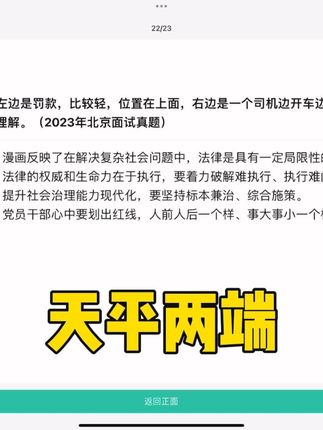 22/23
左边是罚款，比较轻，位置在上面，右边是一个司机边开车边
理解。（2023年北京面试真题）
漫画反映了在解决复杂社会问题中，法律是具有一定局限性的
法律的权威和生命力在于执行，要着力破解难执行、执行难
提升社会治理能力现代化，要坚持标本兼治、综合施策。
党员干部心中要划出红线，人前人后一个样、事大事小一个
天平两端
返回正面